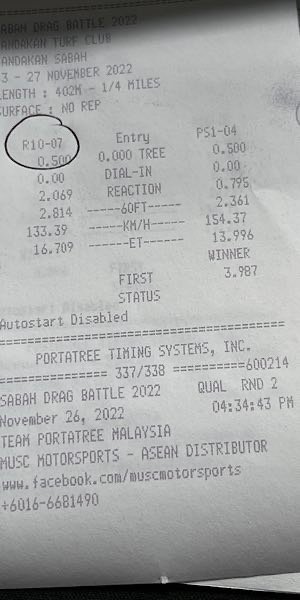 SABAH DRAG BATTLE 2022
SANDAKAN TURF CLUB
SANDAKAN SABAH
3 - 27 NOVEMBER 2022
LENGTH : 402M - 1/4 MILES
SURFACE : NO REP
R10-07 Entry PS1-04
0.500 0.000 TREE 0.500
0.00 DIAL-IN 0.00
2.069 REACTION 0.795
2.814 -----60FT----- 2.361
133.39 -----KM/H----- 154.37
16.709 ------ET------ 13.996
WINNER
FIRST 3.987
STATUS
Autostart Disabled
========================================
PORTATREE TIMING SYSTEMS, INC.
=============== 337/338 ==========600214
SABAH DRAG BATTLE 2022 QUAL RND 2
November 26, 2022 04:34:43 PM
TEAM PORTATREE MALAYSIA
MUSC MOTORSPORTS - ASEAN DISTRIBUTOR
www.facebook.com/muscmotorsports
+6016-6681490